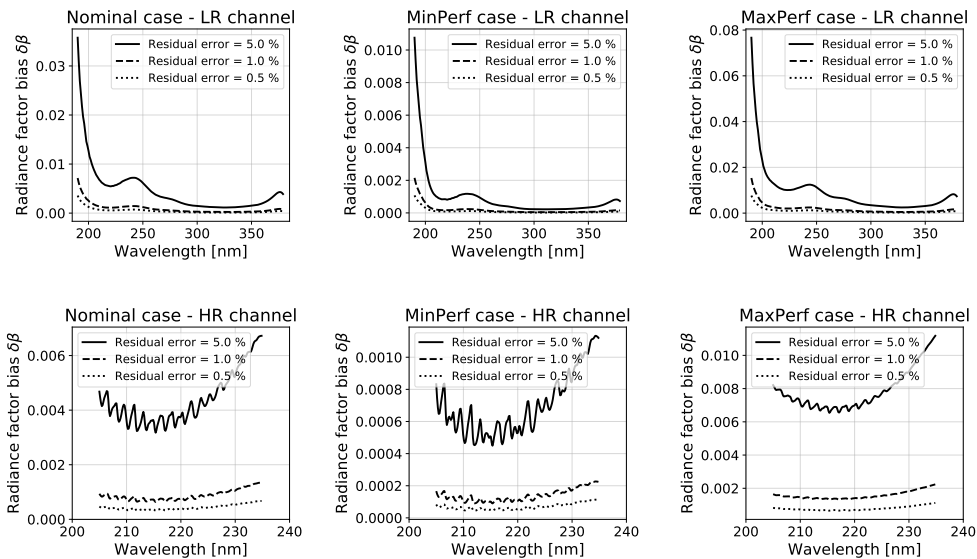 Nominal case - LR channel
Radiance factor bias δβ
0.03
0.02
0.01
0.00
Residual error = 5.0 %
Residual error = 1.0 %
Residual error = 0.5 %
200 250 300 350
Wavelength [nm]
MinPerf case - LR channel
Radiance factor bias δβ
0.010
0.008
0.006
0.004
0.002
0.000
Residual error = 5.0 %
Residual error = 1.0 %
Residual error = 0.5 %
200 250 300 350
Wavelength [nm]
MaxPerf case - LR channel
Radiance factor bias δβ
0.08
0.06
0.04
0.02
0.00
Residual error = 5.0 %
Residual error = 1.0 %
Residual error = 0.5 %
200 250 300 350
Wavelength [nm]
Nominal case - HR channel
Radiance factor bias δβ
0.006
0.004
0.002
0.000
Residual error = 5.0 %
Residual error = 1.0 %
Residual error = 0.5 %
200 210 220 230 240
Wavelength [nm]
MinPerf case - HR channel
Radiance factor bias δβ
0.0010
0.0008
0.0006
0.0004
0.0002
0.0000
Residual error = 5.0 %
Residual error = 1.0 %
Residual error = 0.5 %
200 210 220 230 240
Wavelength [nm]
MaxPerf case - HR channel
Radiance factor bias δβ
0.010
0.008
0.006
0.004
0.002
Residual error = 5.0 %
Residual error = 1.0 %
Residual error = 0.5 %
200 210 220 230 240
Wavelength [nm]